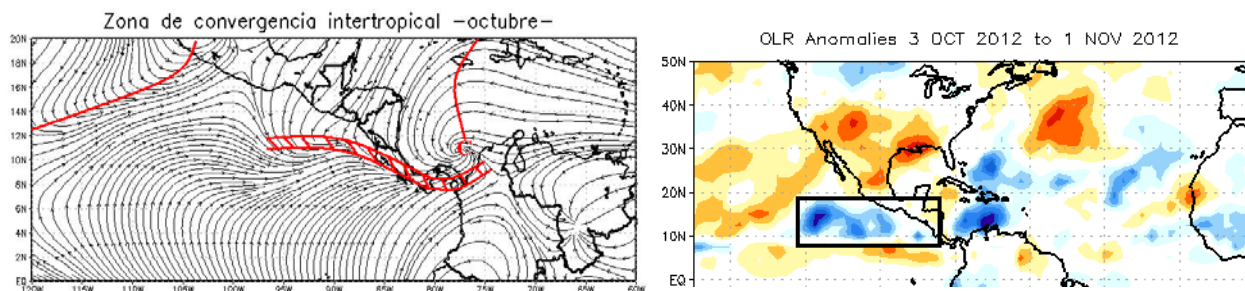 Zona de convergencia intertropical -octubre-
20N
18N
16N
14N
12N
10N
8N
6N
4N
2N
EQ
120W 115W 110W 105W 100W 95W 90W 85W 80W 75W 70W 65W 60W
OLR Anomalies 3 OCT 2012 to 1 NOV 2012
50N
40N
30N
20N
10N
EQ